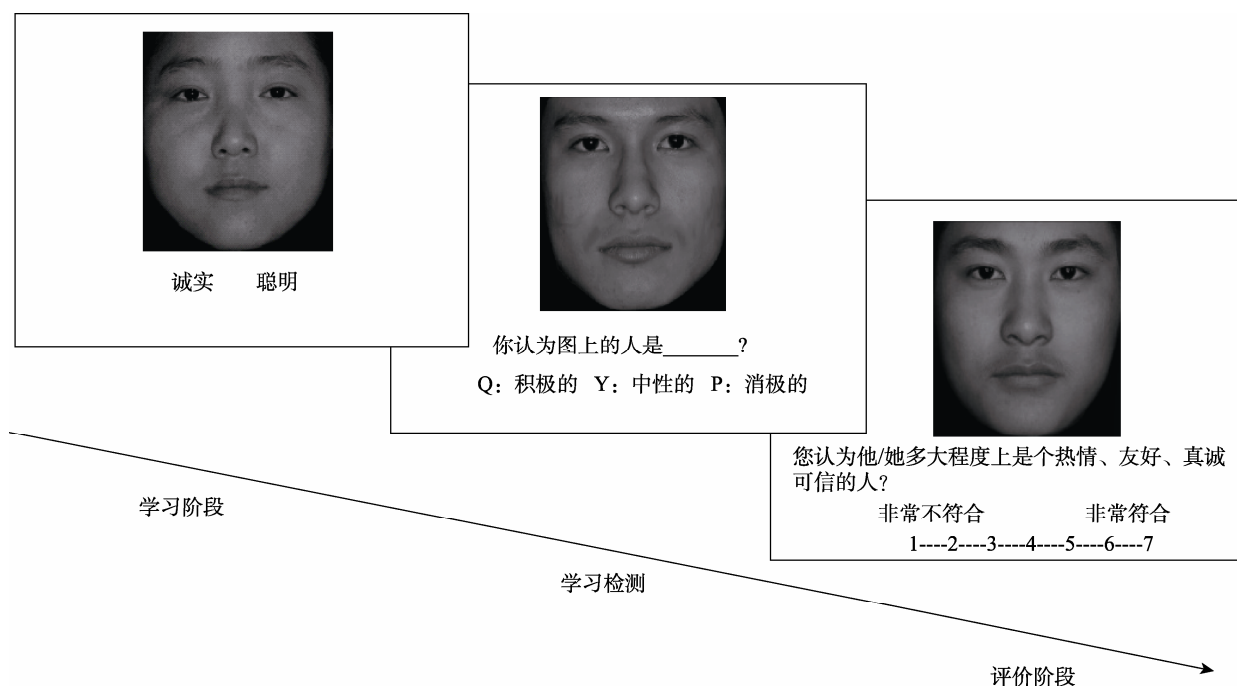 诚实 聪明
你认为图上的人是_______?
Q：积极的 Y：中性的 P：消极的
您认为他/她多大程度上是个热情、友好、真诚
可信的人？
非常不符合 非常符合
1----2----3----4----5----6----7
学习阶段
学习检测
评价阶段